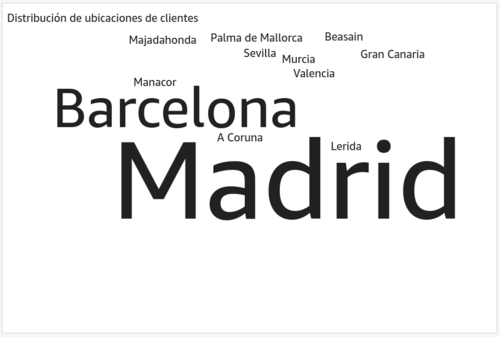 Distribución de ubicaciones de clientes
Majadahonda
Palma de Mallorca
Beasain
Sevilla
Murcia
Gran Canaria
Valencia
Manacor
Barcelona
A Coruna
Lerida
Madrid